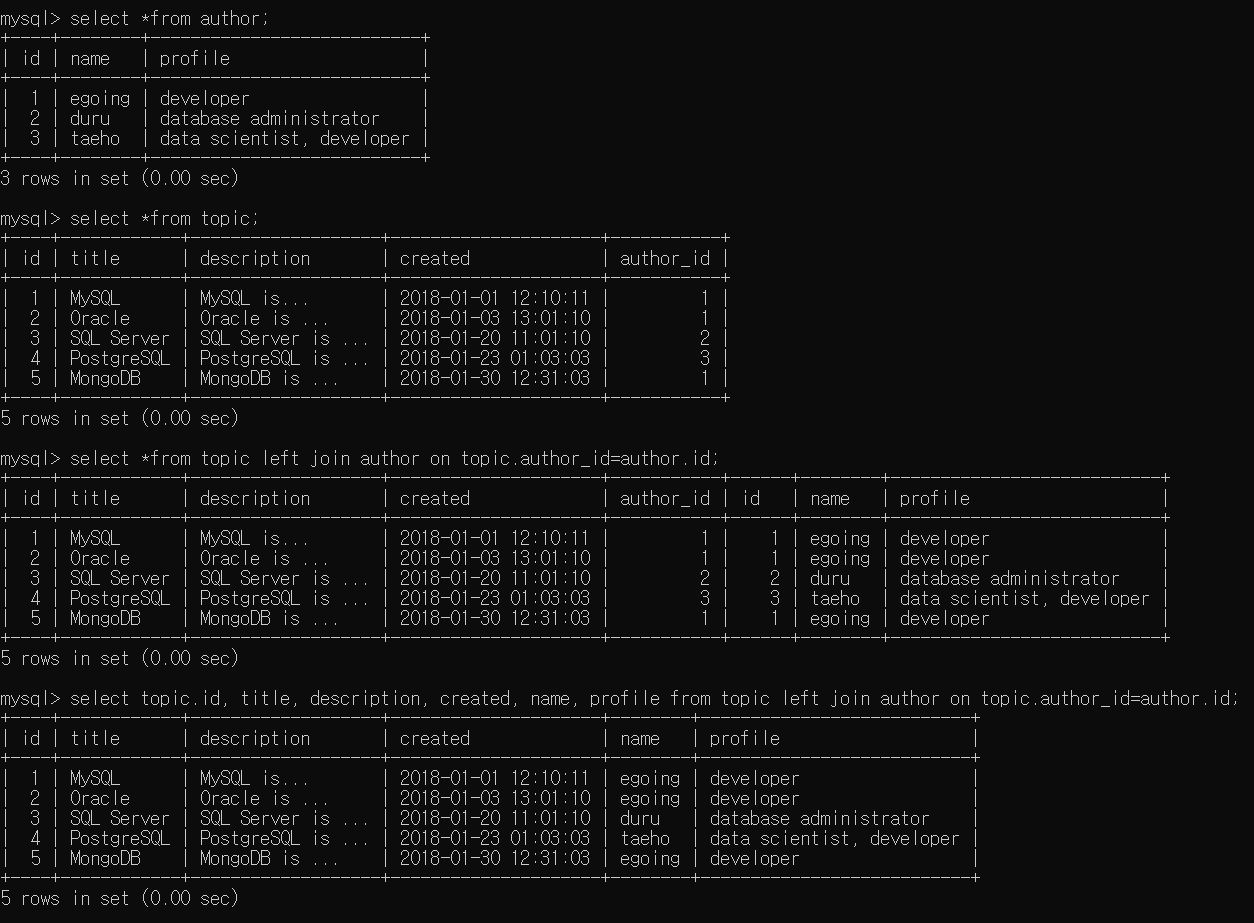 mysql> select *from author;
+----+--------+---------------------------+
| id | name   | profile                   |
+----+--------+---------------------------+
|  1 | egoing | developer                 |
|  2 | duru   | database administrator    |
|  3 | taeho  | data scientist, developer |
+----+--------+---------------------------+
3 rows in set (0.00 sec)

mysql> select *from topic;
+----+------------+-------------------+---------------------+-----------+
| id | title      | description       | created             | author_id |
+----+------------+-------------------+---------------------+-----------+
|  1 | MySQL      | MySQL is...       | 2018-01-01 12:10:11 |         1 |
|  2 | Oracle     | Oracle is ...     | 2018-01-03 13:01:10 |         1 |
|  3 | SQL Server | SQL Server is ... | 2018-01-20 11:01:10 |         2 |
|  4 | PostgreSQL | PostgreSQL is ... | 2018-01-23 01:03:03 |         3 |
|  5 | MongoDB    | MongoDB is ...    | 2018-01-30 12:31:03 |         1 |
+----+------------+-------------------+---------------------+-----------+
5 rows in set (0.00 sec)

mysql> select *from topic left join author on topic.author_id=author.id;
+----+------------+-------------------+---------------------+-----------+------+--------+---------------------------+
| id | title      | description       | created             | author_id | id   | name   | profile                   |
+----+------------+-------------------+---------------------+-----------+------+--------+---------------------------+
|  1 | MySQL      | MySQL is...       | 2018-01-01 12:10:11 |         1 |    1 | egoing | developer                 |
|  2 | Oracle     | Oracle is ...     | 2018-01-03 13:01:10 |         1 |    1 | egoing | developer                 |
|  3 | SQL Server | SQL Server is ... | 2018-01-20 11:01:10 |         2 |    2 | duru   | database administrator    |
|  4 | PostgreSQL | PostgreSQL is ... | 2018-01-23 01:03:03 |         3 |    3 | taeho  | data scientist, developer |
|  5 | MongoDB    | MongoDB is ...    | 2018-01-30 12:31:03 |         1 |    1 | egoing | developer                 |
+----+------------+-------------------+---------------------+-----------+------+--------+---------------------------+
5 rows in set (0.00 sec)

mysql> select topic.id, title, description, created, name, profile from topic left join author on topic.author_id=author.id;
+----+------------+-------------------+---------------------+--------+---------------------------+
| id | title      | description       | created             | name   | profile                   |
+----+------------+-------------------+---------------------+--------+---------------------------+
|  1 | MySQL      | MySQL is...       | 2018-01-01 12:10:11 | egoing | developer                 |
|  2 | Oracle     | Oracle is ...     | 2018-01-03 13:01:10 | egoing | developer                 |
|  3 | SQL Server | SQL Server is ... | 2018-01-20 11:01:10 | duru   | database administrator    |
|  4 | PostgreSQL | PostgreSQL is ... | 2018-01-23 01:03:03 | taeho  | data scientist, developer |
|  5 | MongoDB    | MongoDB is ...    | 2018-01-30 12:31:03 | egoing | developer                 |
+----+------------+-------------------+---------------------+--------+---------------------------+
5 rows in set (0.00 sec)